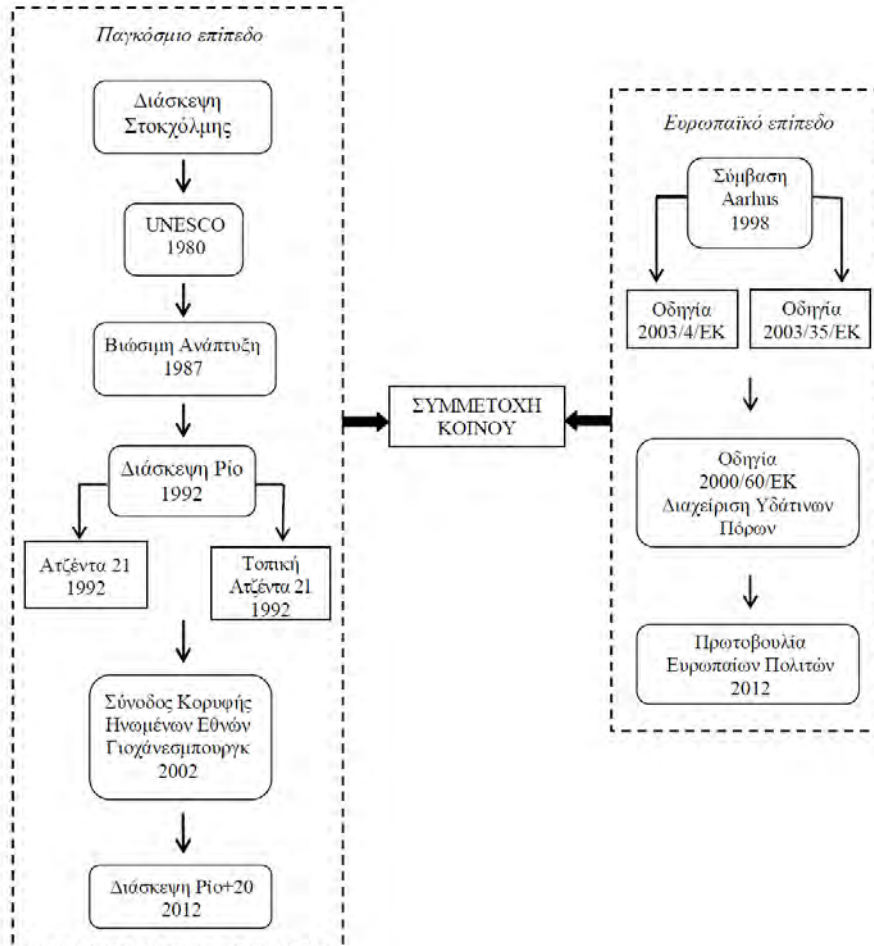 Παγκόσμιο επίπεδο
Διάσκεψη
Στοκχόλμης
UNESCO
1980
Βιώσιμη Ανάπτυξη
1987
Διάσκεψη Ρίο
1992
Ατζέντα 21
1992
Τοπική
Ατζέντα 21
1992
Σύνοδος Κορυφής
Ηνωμένων Εθνών
Γιοχάνεσμπουργκ
2002
Διάσκεψη Ρίο+20
2012
ΣΥΜΜΕΤΟΧΗ
ΚΟΙΝΟΥ
Ευρωπαϊκό επίπεδο
Σύμβαση
Aarhus
1998
Οδηγία
2003/4/ΕΚ
Οδηγία
2003/35/ΕΚ
Οδηγία
2000/60/ΕΚ
Διαχείριση Υδάτινων
Πόρων
Πρωτοβουλία
Ευρωπαίων Πολιτών
2012